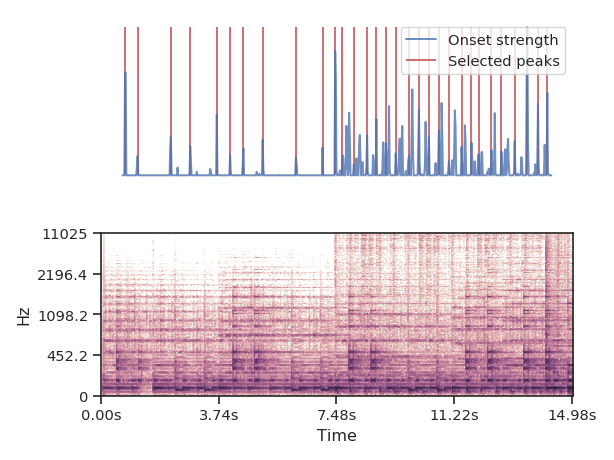 Onset strength
Selected peaks
11025
2196.4
1098.2
452.2
0
Hz
0.00s 3.74s 7.48s 11.22s 14.98s
Time